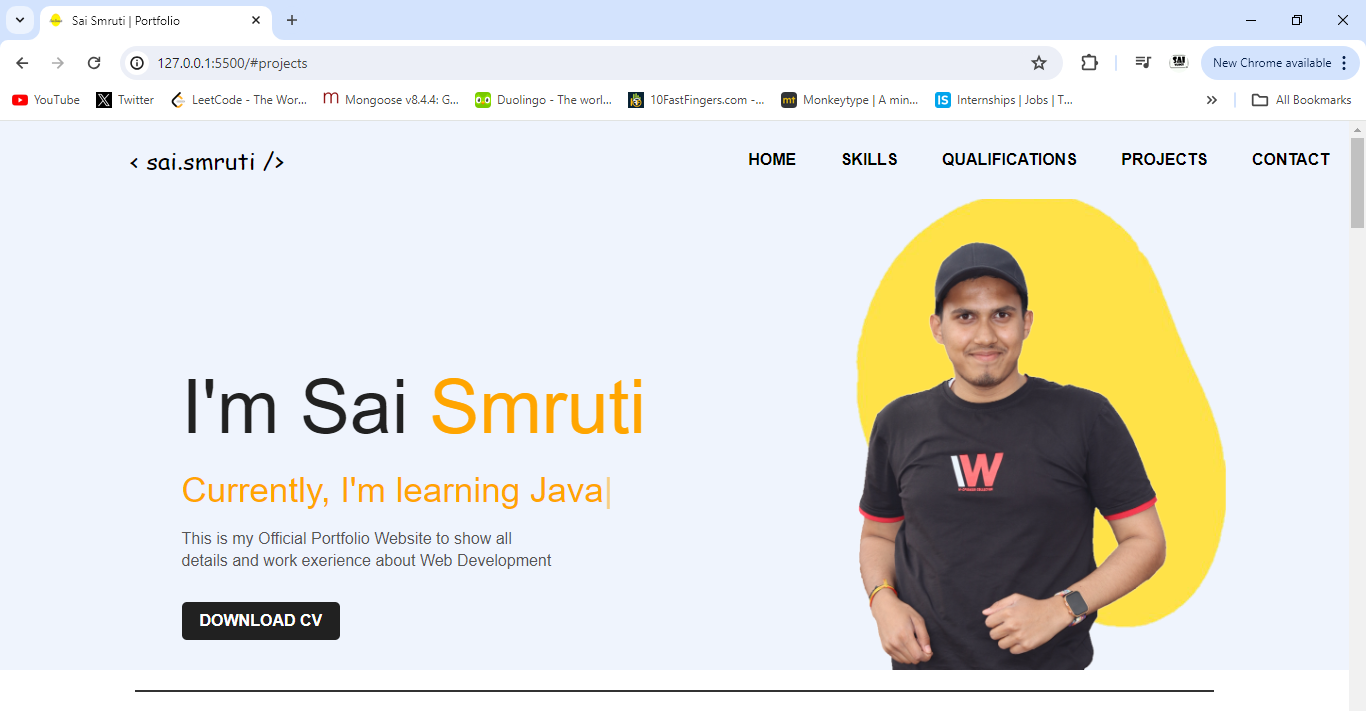 Sai Smruti | Portfolio
127.0.0.1:5500/#projects
New Chrome available
YouTube
Twitter
LeetCode - The Wor...
Mongoose v8.4.4: G...
Duolingo - The worl...
10FastFingers.com -...
mt
Monkeytype | A min...
IS
Internships | Jobs | T...
All Bookmarks
< sai.smruti />
HOME
SKILLS
QUALIFICATIONS
PROJECTS
CONTACT
I'm Sai Smruti
Currently, I'm learning Java|
This is my Official Portfolio Website to show all
details and work exerience about Web Development
DOWNLOAD CV
IW